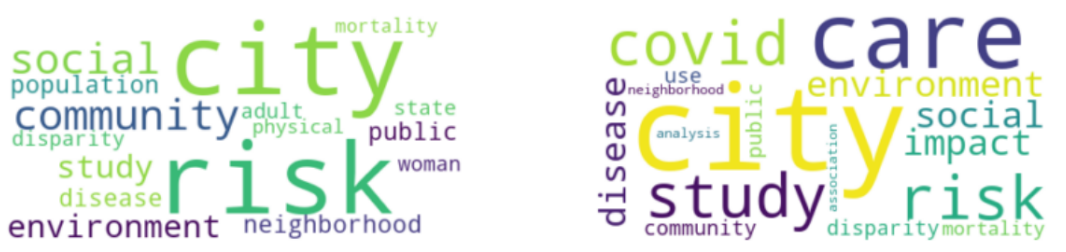 mortality
city
social
population
community
adult
state
physical
public
disparity
study
risk
woman
disease
environment
neighborhood
covid
care
use
environment
neighborhood
disease
city
public
social
analysis
impact
association
study
risk
community
disparity
mortality